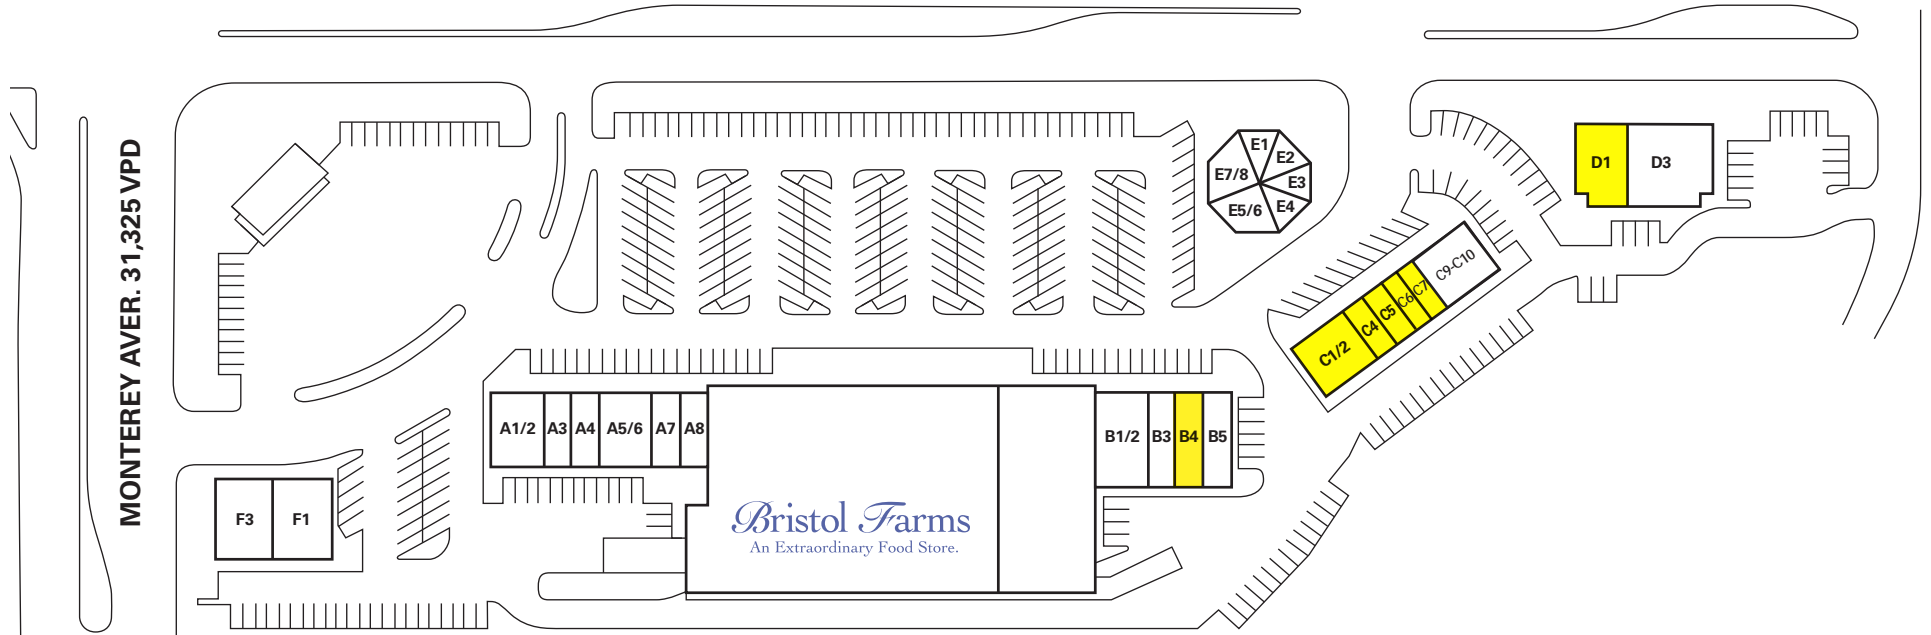 MONTEREY AVER. 31,325 VPD
E1
E2
E3
E4
E5/6
E7/8
D1
D3
C1/2
C4
C5
C6
C7
C9-C10
A1/2
A3
A4
A5/6
A7
A8
B1/2
B3
B4
B5
F3
F1
Bristol Farms
An Extraordinary Food Store.